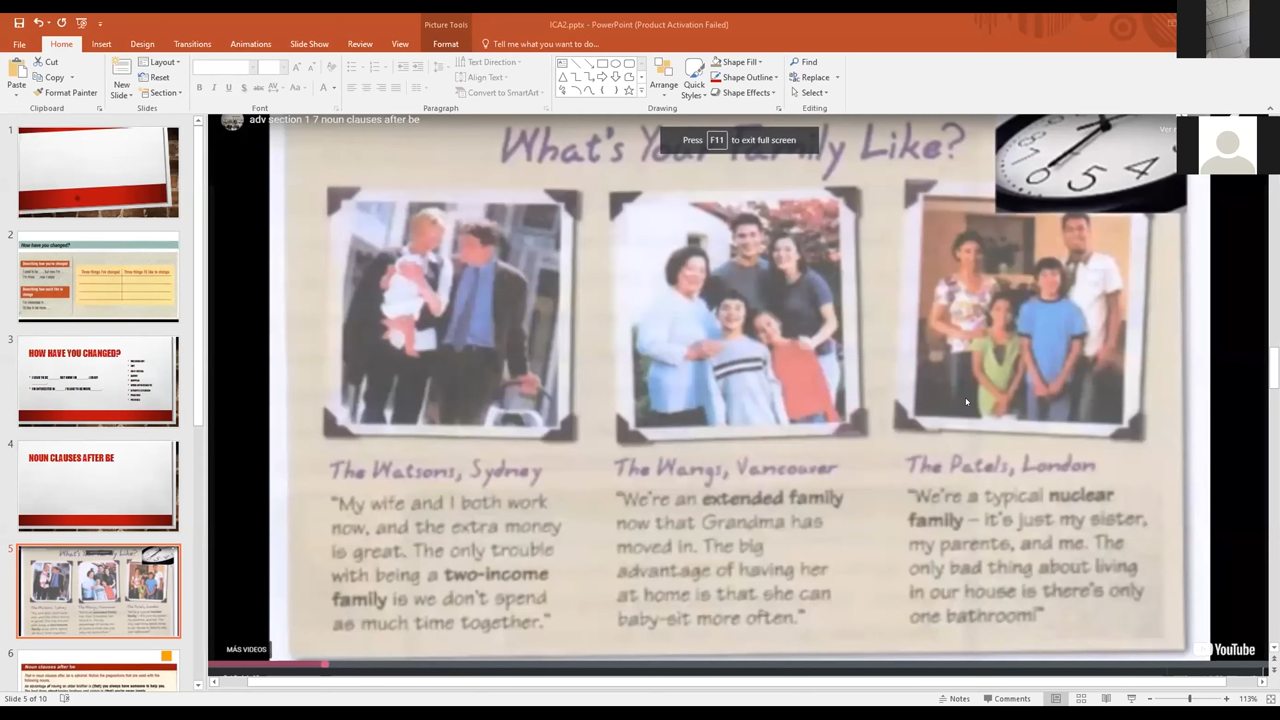 ICA2.pptx - PowerPoint (Product Activation Failed)
Picture Tools
File Home Insert Design Transitions Animations Slide Show Review View Format Tell me what you want to do...
Paste
Cut
Copy
Format Painter
Clipboard
New Slide
Layout
Reset
Section
Slides
Font
Text Direction
Align Text
Convert to SmartArt
Paragraph
Arrange
Quick Styles
Shape Fill
Shape Outline
Shape Effects
Drawing
Find
Replace
Select
Editing
1
2
How have you changed?
3
HOW HAVE YOU CHANGED?
4
NOUN CLAUSES AFTER BE
5
6
Noun clauses after be
adv section 1 7 noun clauses after be
Press F11 to exit full screen
What's Your Family Like?
5 4
The Watsons, Sydney
"My wife and I both work
now, and the extra money
is great. The only trouble
with being a two-income
family is we don't spend
as much time together."
The Wangs, Vancouver
"We're an extended family
now that Grandma has
moved in. The big
advantage of having her
at home is that she can
baby-sit more often."
The Patels, London
"We're a typical nuclear
family – it's just my sister,
my parents, and me. The
only bad thing about living
in our house is there's only
one bathroom!"
MÁS VIDEOS
YouTube
Slide 5 of 10
Notes
Comments
113%